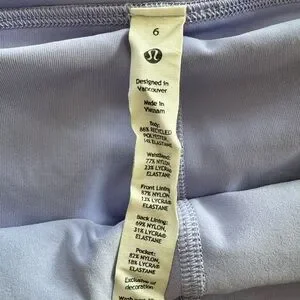 6
Designed in
Vancouver
Made in
Vietnam
Body:
86% RECYCLED
POLYESTER,
14% ELASTANE
Waistband:
77% NYLON,
23% LYCRA®
ELASTANE
Front Lining:
87% NYLON,
13% LYCRA®
ELASTANE
Back Lining:
69% NYLON,
31% LYCRA®
ELASTANE
Pocket:
82% NYLON,
18% LYCRA®
ELASTANE
Exclusive of
decoration